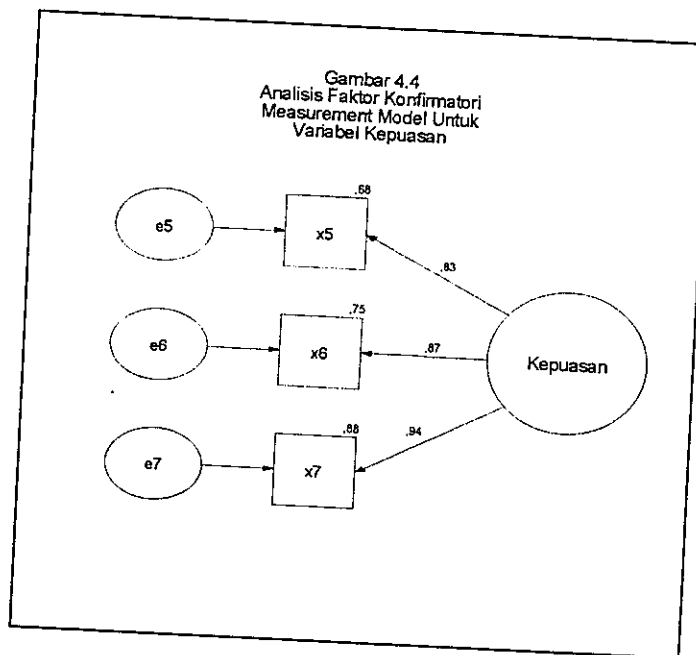 Gambar 4.4
Analisis Faktor Konfirmatori
Measurement Model Untuk
Variabel Kepuasan
.68
e5
x5
.83
.75
e6
x6
.87
Kepuasan
.88
.94
e7
x7